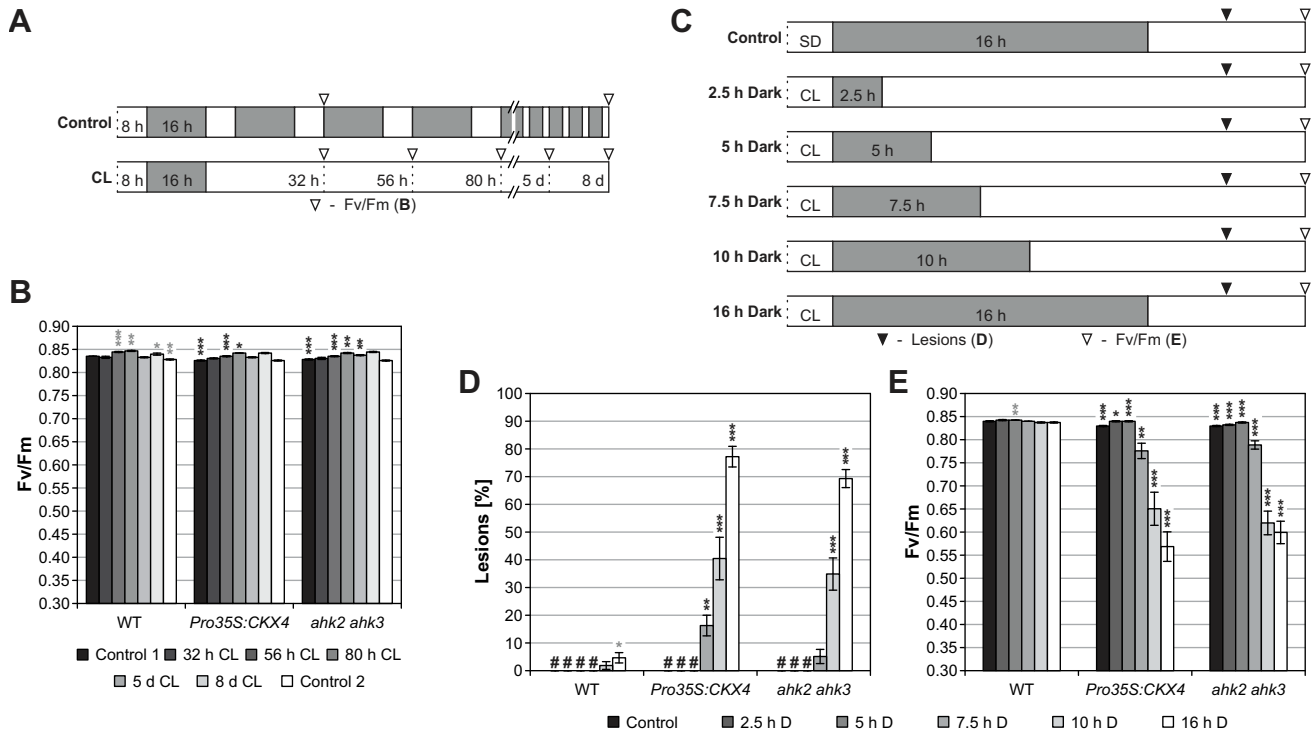 A
Control 8 h 16 h
CL 8 h 16 h 32 h 56 h 80 h 5 d 8 d
▽ - Fv/Fm (B)
B
Fv/Fm
0.90
0.85
0.80
0.75
0.70
0.65
0.60
0.55
0.50
0.45
0.40
0.35
0.30
*** ** * ** *** *** * *** *** ** **
WT Pro35S:CKX4 ahk2 ahk3
Control 1 32 h CL 56 h CL 80 h CL
5 d CL 8 d CL Control 2
C
Control SD 16 h
2.5 h Dark CL 2.5 h
5 h Dark CL 5 h
7.5 h Dark CL 7.5 h
10 h Dark CL 10 h
16 h Dark CL 16 h
▼ - Lesions (D) ▽ - Fv/Fm (E)
D
Lesions [%]
100
90
80
70
60
50
40
30
20
10
0
# # # # * # # # ** *** *** # # # *** ***
WT Pro35S:CKX4 ahk2 ahk3
E
Fv/Fm
0.90
0.85
0.80
0.75
0.70
0.65
0.60
0.55
0.50
0.45
0.40
0.35
0.30
** *** * *** ** *** *** *** *** *** *** *** ***
WT Pro35S:CKX4 ahk2 ahk3
Control 2.5 h D 5 h D 7.5 h D 10 h D 16 h D